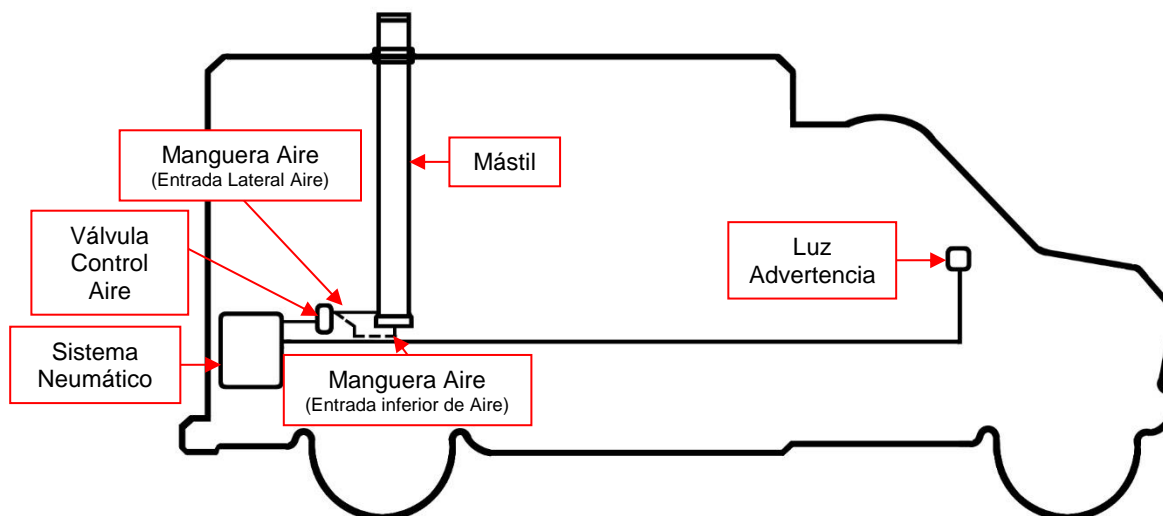 Manguera Aire
(Entrada Lateral Aire)
Mástil
Válvula
Control
Aire
Luz
Advertencia
Sistema
Neumático
Manguera Aire
(Entrada inferior de Aire)